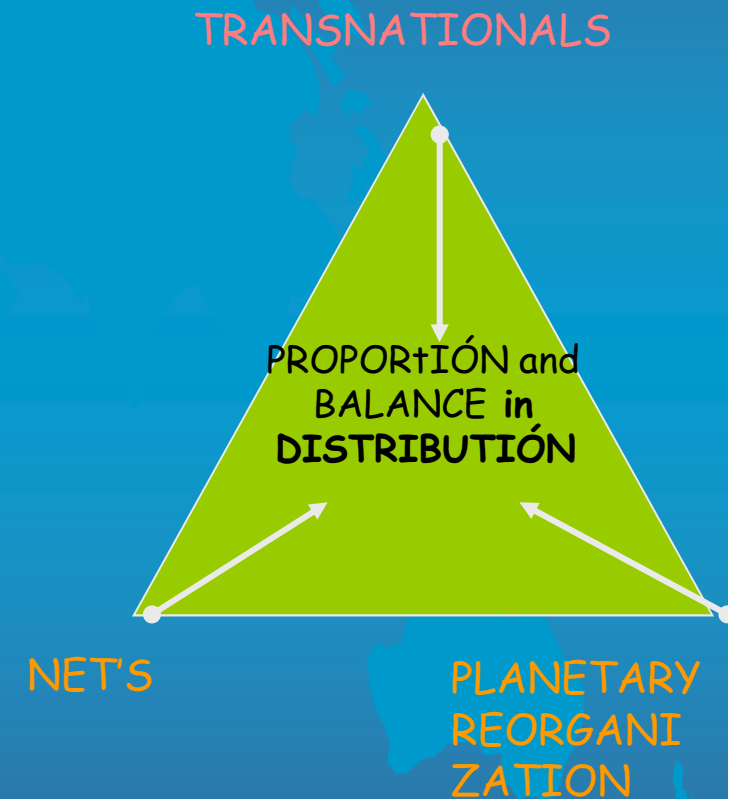 TRANSNATIONALS
PROPORtIÓN and
BALANCE in
DISTRIBUTIÓN
NET'S
PLANETARY
REORGANI
ZATION